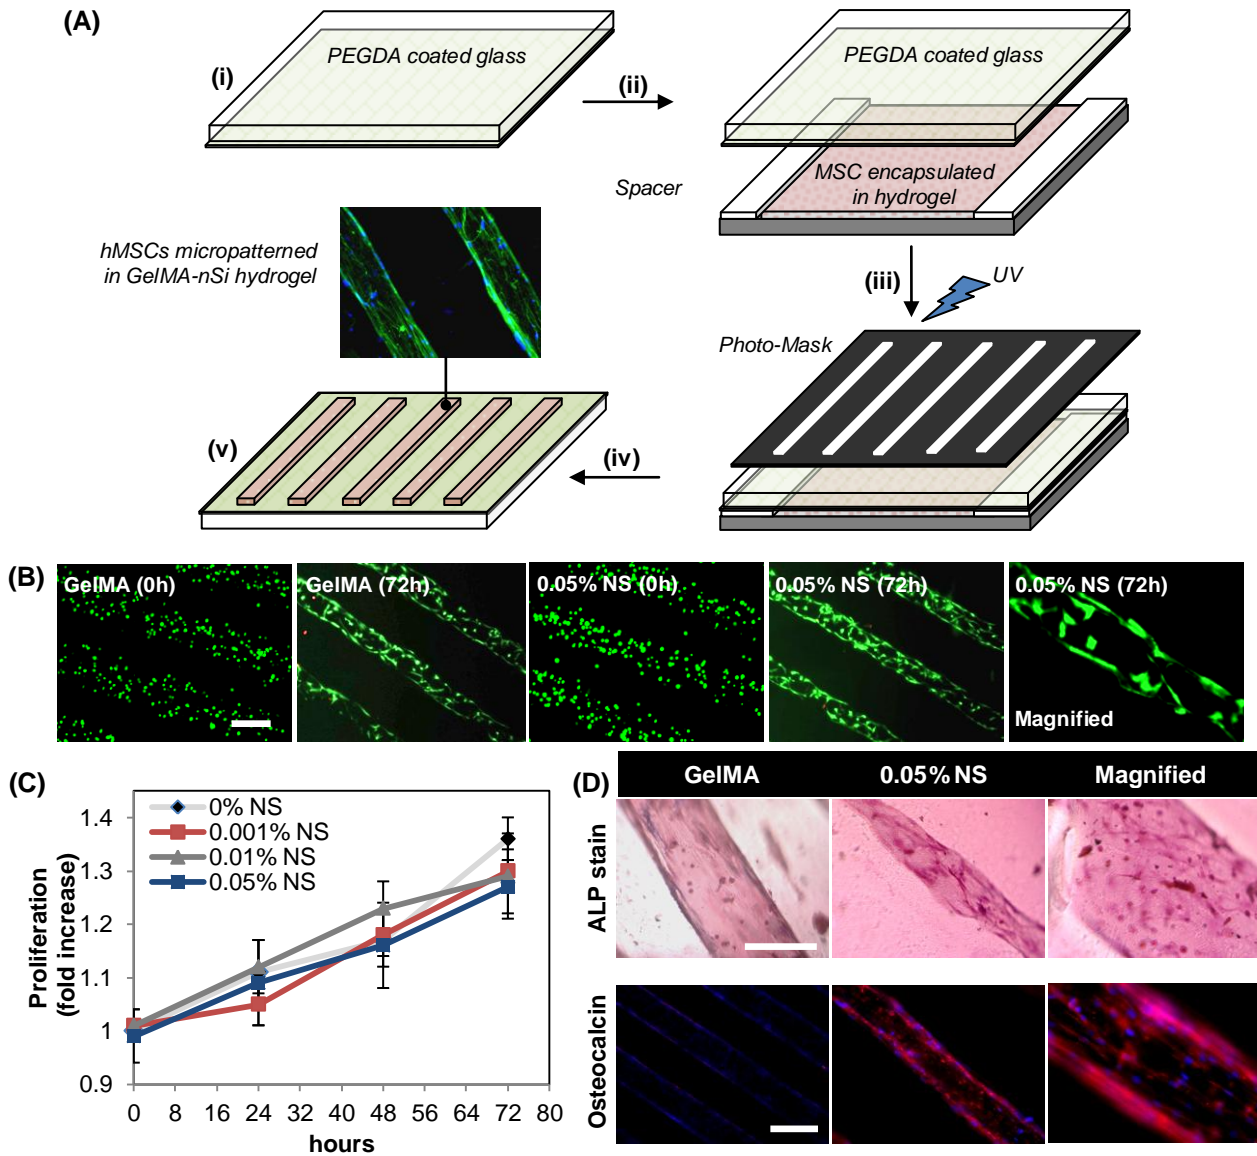 (A)
(i)
PEGDA coated glass
(ii)
PEGDA coated glass
Spacer
MSC encapsulated
in hydrogel
hMSCs micropatterned
in GelMA-nSi hydrogel
(iii)
UV
Photo-Mask
(iv)
(v)
(B)
GelMA (0h)
GelMA (72h)
0.05% NS (0h)
0.05% NS (72h)
0.05% NS (72h)
Magnified
(C)
Proliferation
(fold increase)
1.4
1.3
1.2
1.1
1
0.9
0% NS
0.001% NS
0.01% NS
0.05% NS
0 8 16 24 32 40 48 56 64 72 80
hours
(D)
GelMA
0.05% NS
Magnified
ALP stain
Osteocalcin